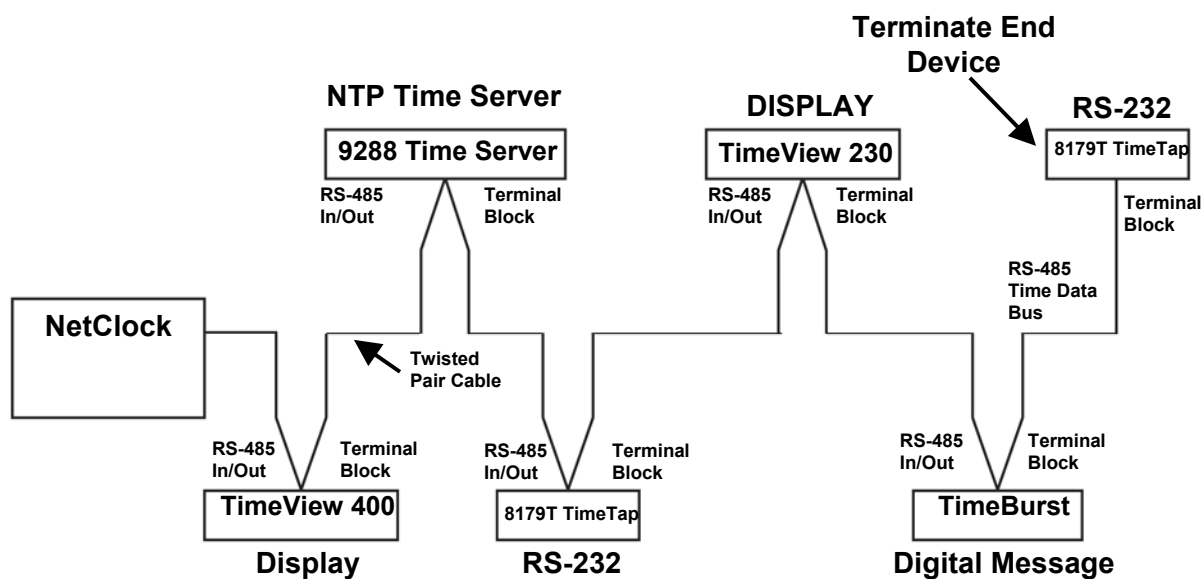 Terminate End
Device
NTP Time Server
DISPLAY
RS-232
9288 Time Server
TimeView 230
8179T TimeTap
RS-485
In/Out
Terminal
Block
RS-485
In/Out
Terminal
Block
Terminal
Block
RS-485
Time Data
Bus
NetClock
Twisted
Pair Cable
RS-485
In/Out
Terminal
Block
RS-485
In/Out
Terminal
Block
RS-485
In/Out
Terminal
Block
TimeView 400
8179T TimeTap
TimeBurst
Display
RS-232
Digital Message